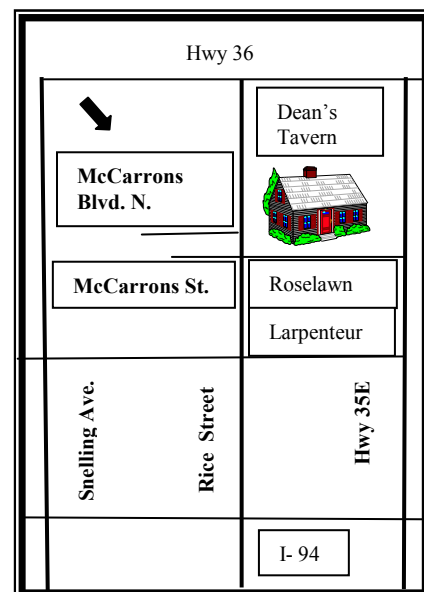 Hwy 36
Dean's
Tavern
McCarrons
Blvd. N.
McCarrons St.
Roselawn
Larpenteur
Snelling Ave.
Rice Street
Hwy 35E
I- 94